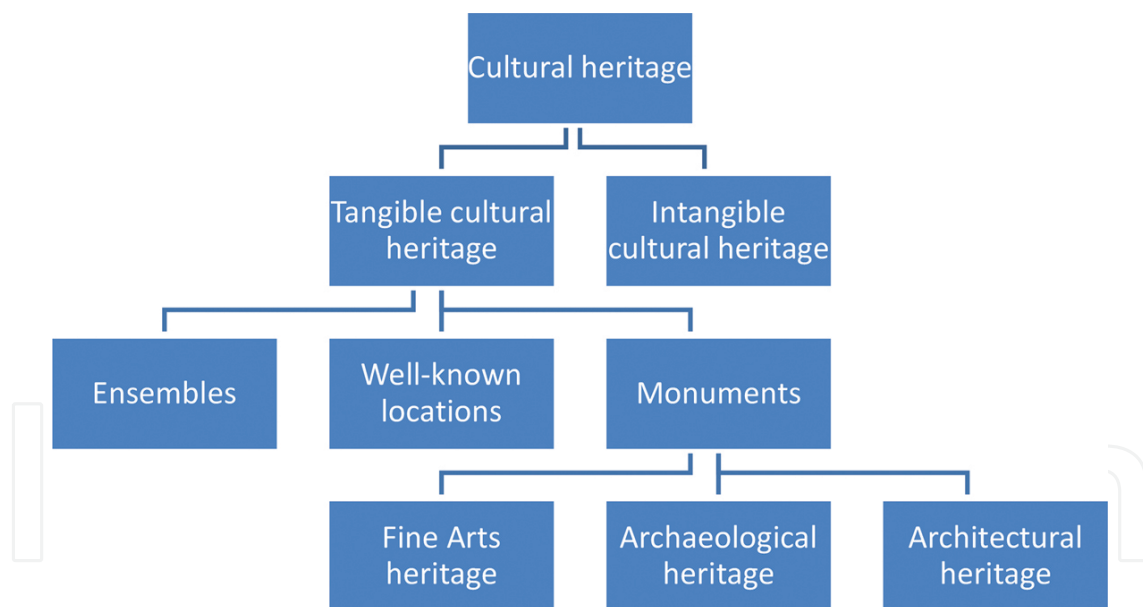 Cultural heritage
Tangible cultural
heritage
Intangible
cultural heritage
Ensembles
Well-known
locations
Monuments
Fine Arts
heritage
Archaeological
heritage
Architectural
heritage